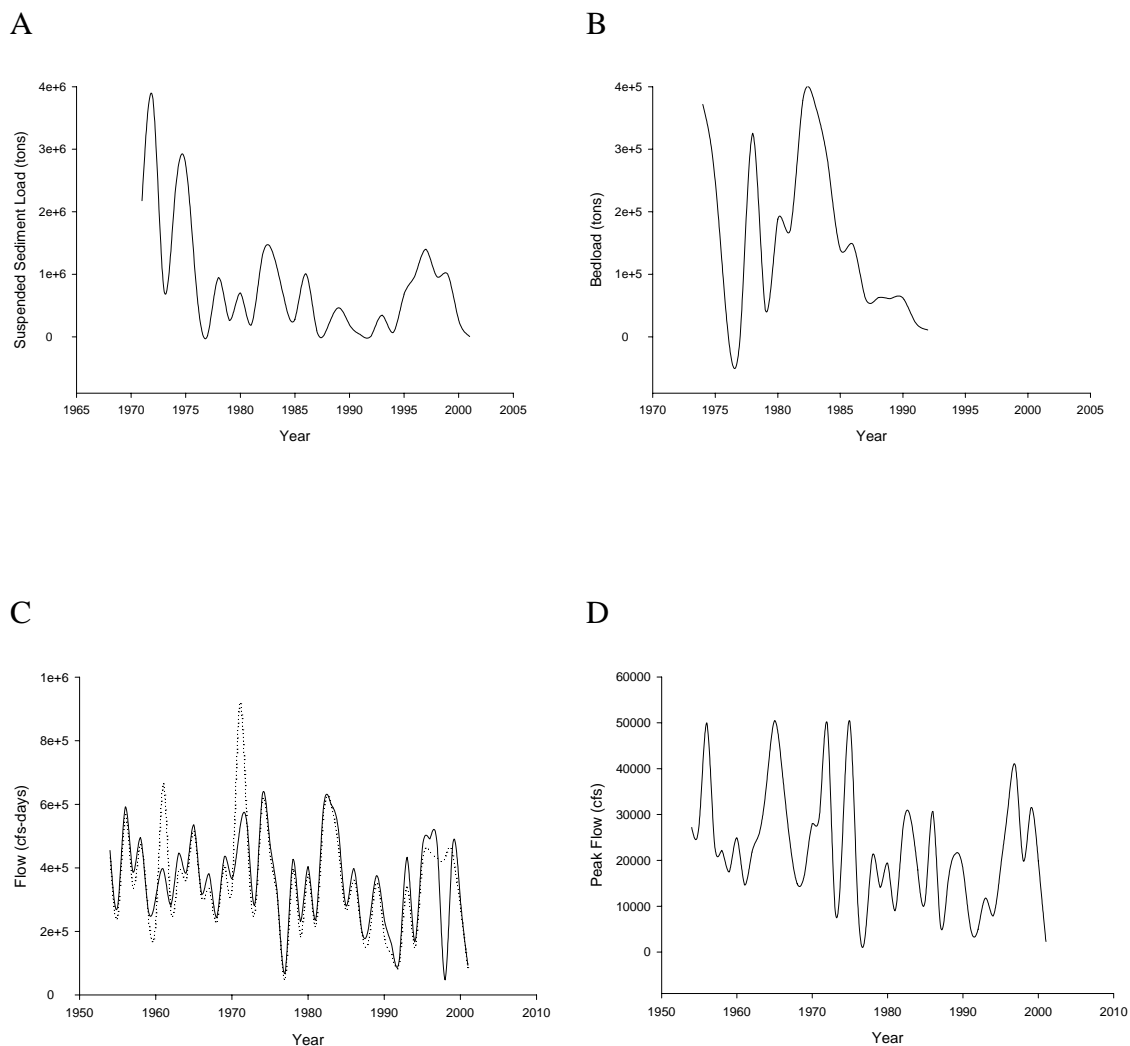 A
B
4e+6
3e+6
2e+6
1e+6
0
Suspended Sediment Load (tons)
1965 1970 1975 1980 1985 1990 1995 2000 2005
Year
4e+5
3e+5
2e+5
1e+5
0
Bedload (tons)
1970 1975 1980 1985 1990 1995 2000 2005
Year
C
D
1e+6
8e+5
6e+5
4e+5
2e+5
0
Flow (cfs-days)
1950 1960 1970 1980 1990 2000 2010
Year
60000
50000
40000
30000
20000
10000
0
Peak Flow (cfs)
1950 1960 1970 1980 1990 2000 2010
Year